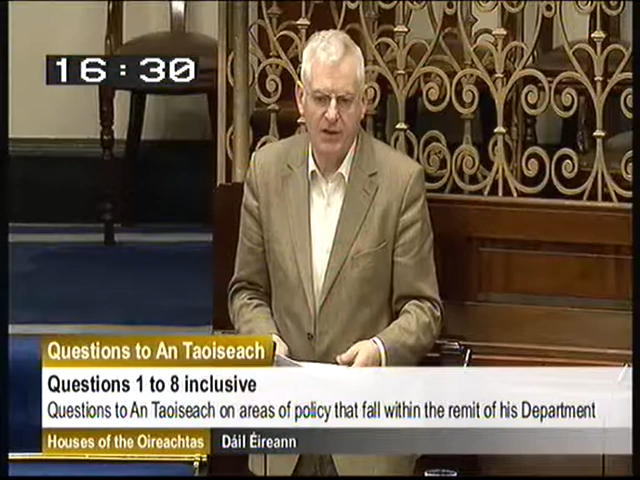 16:30
Questions to An Taoiseach
Questions 1 to 8 inclusive
Questions to An Taoiseach on areas of policy that fall within the remit of his Department
Houses of the Oireachtas Dáil Éireann